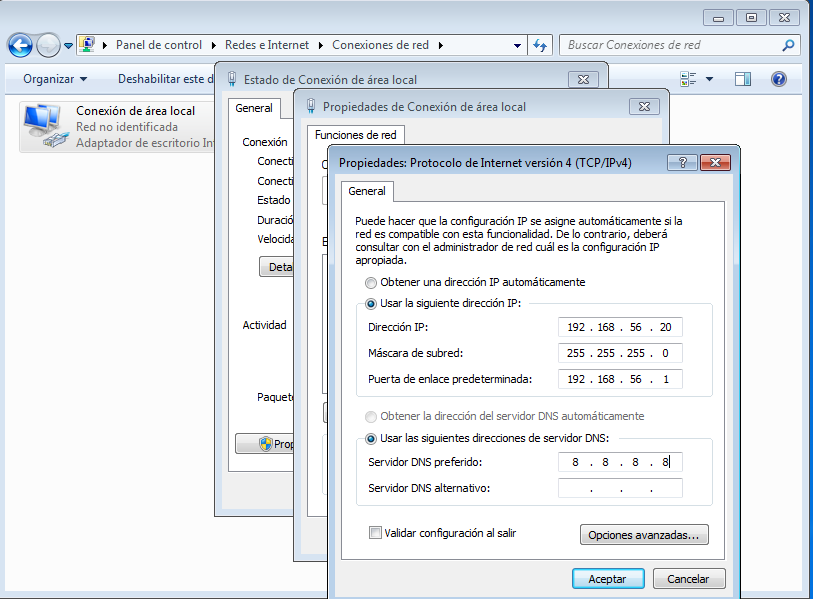 Panel de control
Redes e Internet
Conexiones de red
Buscar Conexiones de red
Organizar
Deshabilitar este d
Conexión de área local
Red no identificada
Adaptador de escritorio In
Estado de Conexión de área local
General
Conexión
Conecti
Conecti
Estado
Duració
Velocida
Detal
Actividad
Paquete
Prop
Propiedades de Conexión de área local
Funciones de red
Propiedades: Protocolo de Internet versión 4 (TCP/IPv4)
General
Puede hacer que la configuración IP se asigne automáticamente si la
red es compatible con esta funcionalidad. De lo contrario, deberá
consultar con el administrador de red cuál es la configuración IP
apropiada.
Obtener una dirección IP automáticamente
Usar la siguiente dirección IP:
Dirección IP: 192 . 168 . 56 . 20
Máscara de subred: 255 . 255 . 255 . 0
Puerta de enlace predeterminada: 192 . 168 . 56 . 1
Obtener la dirección del servidor DNS automáticamente
Usar las siguientes direcciones de servidor DNS:
Servidor DNS preferido: 8 . 8 . 8 . 8
Servidor DNS alternativo: . . .
Validar configuración al salir
Opciones avanzadas...
Aceptar
Cancelar